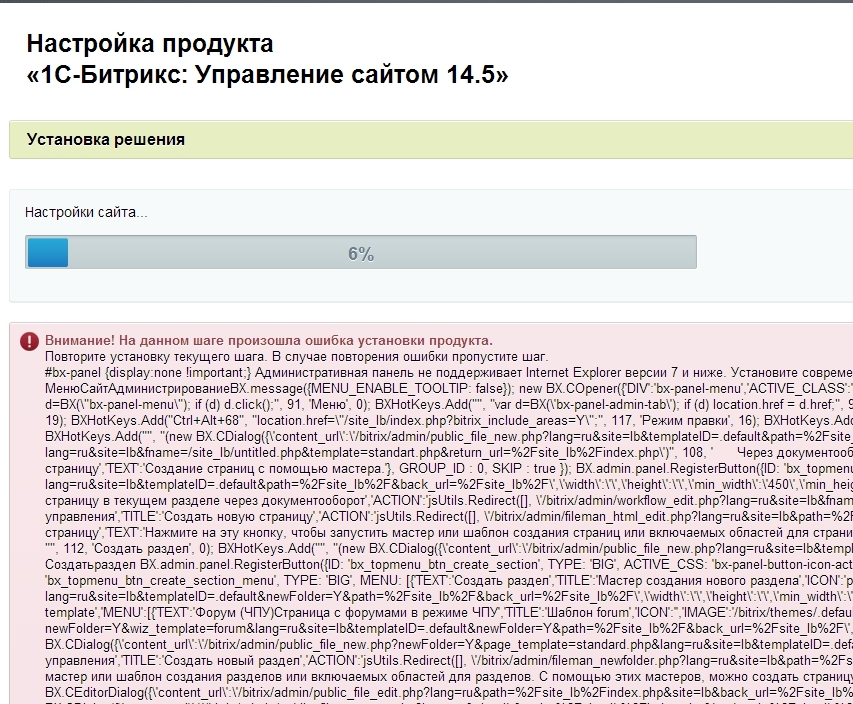 Настройка продукта
«1С-Битрикс: Управление сайтом 14.5»
Установка решения
Настройки сайта...
6%
Внимание! На данном шаге произошла ошибка установки продукта.
Повторите установку текущего шага. В случае повторения ошибки пропустите шаг.
#bx-panel {display:none !important;} Административная панель не поддерживает Internet Explorer версии 7 и ниже. Установите совреме
МенюСайтАдминистрированиеBX.message({MENU_ENABLE_TOOLTIP: false}); new BX.COpener({'DIV':'bx-panel-menu','ACTIVE_CLASS':'
d=BX(\"bx-panel-menu\"); if (d) d.click();", 91, 'Меню', 0); BXHotKeys.Add("", "var d=BX(\'bx-panel-admin-tab\'); if (d) location.href = d.href;", 9
19); BXHotKeys.Add("Ctrl+Alt+68", "location.href=\"/site_lb/index.php?bitrix_include_areas=Y\";", 117, 'Режим правки', 16); BXHotKeys.Add
BXHotKeys.Add("", "(new BX.CDialog({\'content_url\':\'/bitrix/admin/public_file_new.php?lang=ru&site=lb&templateID=.default&path=%2Fsite_
lang=ru&site=lb&fname=/site_lb/untitled.php&template=standart.php&return_url=%2Fsite_lb%2Findex.php\')", 108, ' Через документооб
страницу','TEXT':'Создание страниц с помощью мастера.'}, GROUP_ID : 0, SKIP : true }); BX.admin.panel.RegisterButton({ID: 'bx_topmenu
lang=ru&site=lb&templateID=.default&path=%2Fsite_lb%2F&back_url=%2Fsite_lb%2F\',\'width\':\'\',\'height\':\'\',\'min_width\':\'450\',\'min_heig
страницу в текущем разделе через документооборот','ACTION':'jsUtils.Redirect([], \'/bitrix/admin/workflow_edit.php?lang=ru&site=lb&fnam
управления','TITLE':'Создать новую страницу','ACTION':'jsUtils.Redirect([], \'/bitrix/admin/fileman_html_edit.php?lang=ru&site=lb&path=%2F
страницу','TEXT':'Нажмите на эту кнопку, чтобы запустить мастер или шаблон создания страниц или включаемых областей для страни
"", 112, 'Создать раздел', 0); BXHotKeys.Add("", "(new BX.CDialog({\'content_url\':\'/bitrix/admin/public_file_new.php?lang=ru&site=lb&templ
Создатьраздел BX.admin.panel.RegisterButton({ID: 'bx_topmenu_btn_create_section', TYPE: 'BIG', ACTIVE_CSS: 'bx-panel-button-icon-act
'bx_topmenu_btn_create_section_menu', TYPE: 'BIG', MENU: [{'TEXT':'Создать раздел','TITLE':'Мастер создания нового раздела','ICON':'p
lang=ru&site=lb&templateID=.default&newFolder=Y&path=%2Fsite_lb%2F&back_url=%2Fsite_lb%2F\',\'width\':\'\',\'height\':\'\',\'min_width\':\'
template','MENU':[{'TEXT':'Форум (ЧПУ)Страница с форумами в режиме ЧПУ','TITLE':'Шаблон forum','ICON':'','IMAGE':'/bitrix/themes/.defaul
newFolder=Y&wiz_template=forum&lang=ru&site=lb&templateID=.default&newFolder=Y&path=%2Fsite_lb%2F&back_url=%2Fsite_lb%2F\',
BX.CDialog({\'content_url\':\'/bitrix/admin/public_file_new.php?newFolder=Y&page_template=standard.php&lang=ru&site=lb&templateID=.defa
управления','TITLE':'Создать новый раздел','ACTION':'jsUtils.Redirect([], \'/bitrix/admin/fileman_newfolder.php?lang=ru&site=lb&path=%2Fs
мастер или шаблон создания разделов или включаемых областей для разделов. С помощью этих мастеров, можно создать страницу
BX.CEditorDialog({\'content_url\':\'/bitrix/admin/public_file_edit.php?lang=ru&path=%2Fsite_lb%2Findex.php&site=lb&back_url=%2Fsite_lb%2